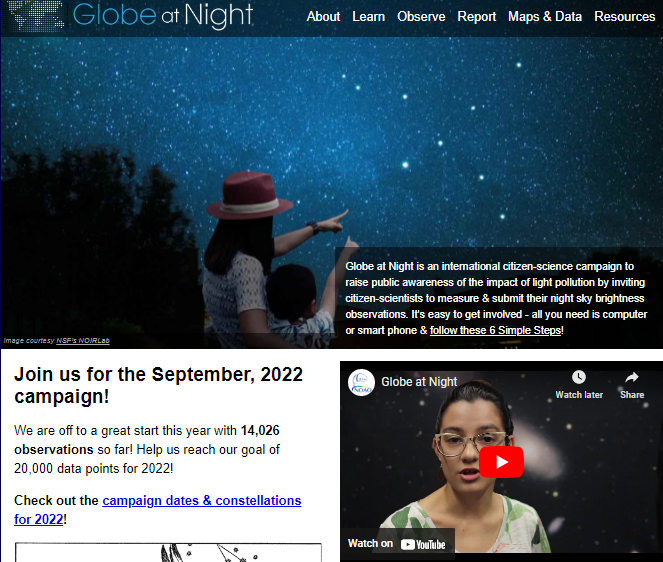 Globe at Night
About Learn Observe Report Maps & Data Resources
Globe at Night is an international citizen-science campaign to
raise public awareness of the impact of light pollution by inviting
citizen-scientists to measure & submit their night sky brightness
observations. It's easy to get involved - all you need is computer
or smart phone & follow these 6 Simple Steps!
Image courtesy NSF's NOIRLab
Join us for the September, 2022
campaign!
We are off to a great start this year with 14,026
observations so far! Help us reach our goal of
20,000 data points for 2022!
Check out the campaign dates & constellations
for 2022!
NOAO
Globe at Night
Watch later
Share
Watch on YouTube